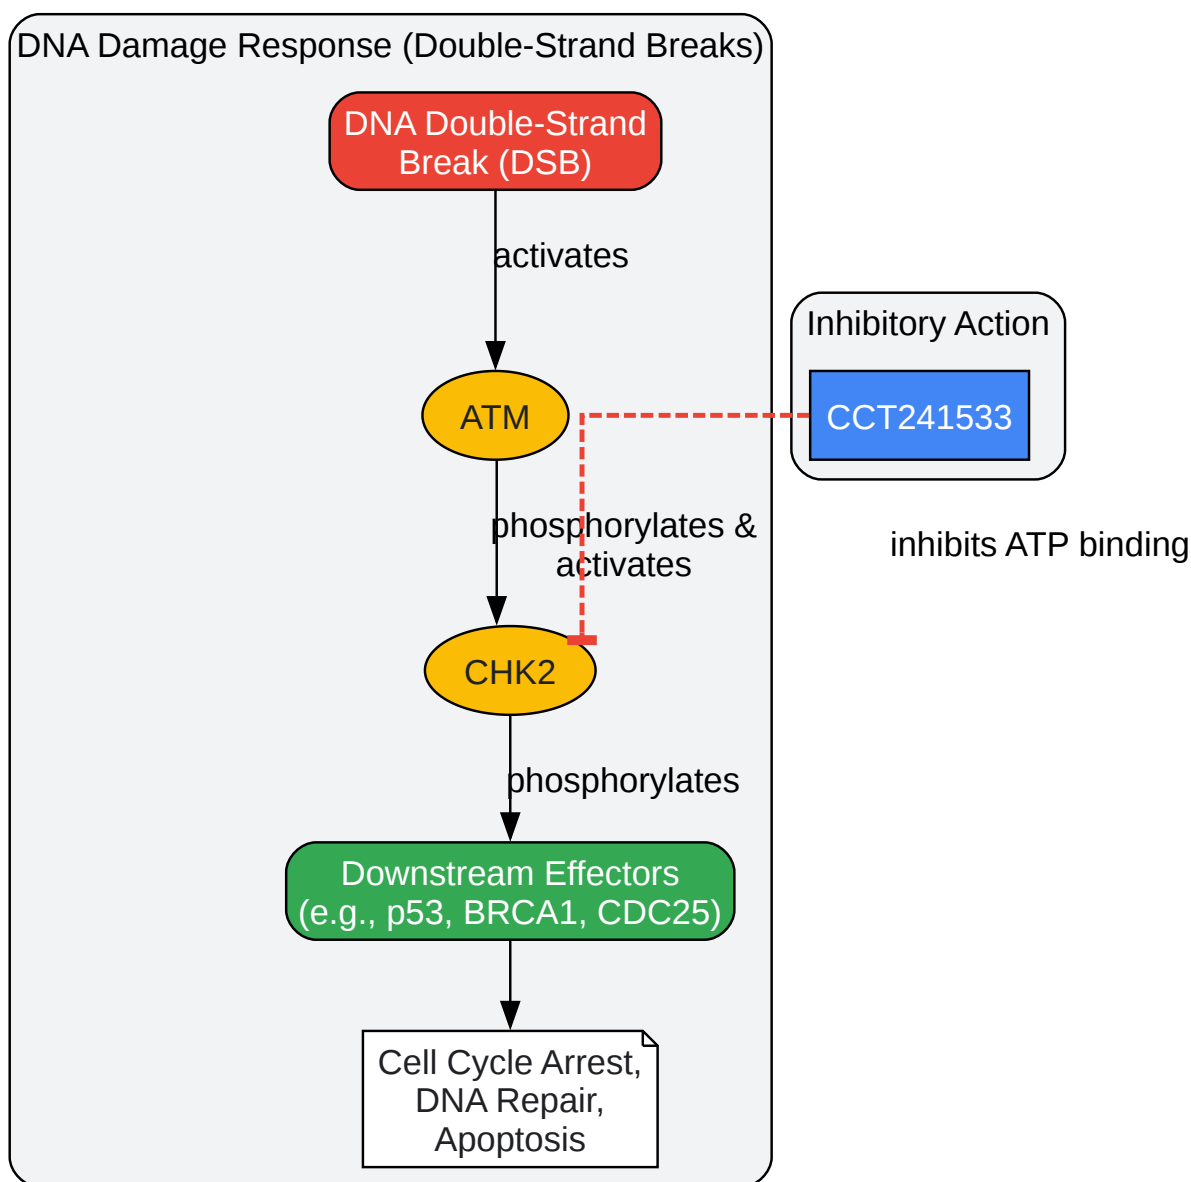 DNA Damage Response (Double-Strand Breaks)
DNA Double-Strand
Break (DSB)
activates
Inhibitory Action
ATM
CCT241533
phosphorylates &
activates
inhibits ATP binding
CHK2
phosphorylates
Downstream Effectors
(e.g., p53, BRCA1, CDC25)
Cell Cycle Arrest,
DNA Repair,
Apoptosis